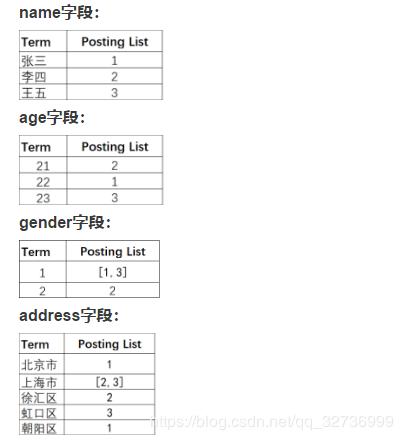 name字段：
Term Posting List
张三 1
李四 2
王五 3
age字段：
Term Posting List
21 2
22 1
23 3
gender字段：
Term Posting List
1 [1,3]
2 2
address字段：
Term Posting List
北京市 1
上海市 [2,3]
徐汇区 2
虹口区 3
朝阳区 1
https://blog.csdn.net/qq_32736999